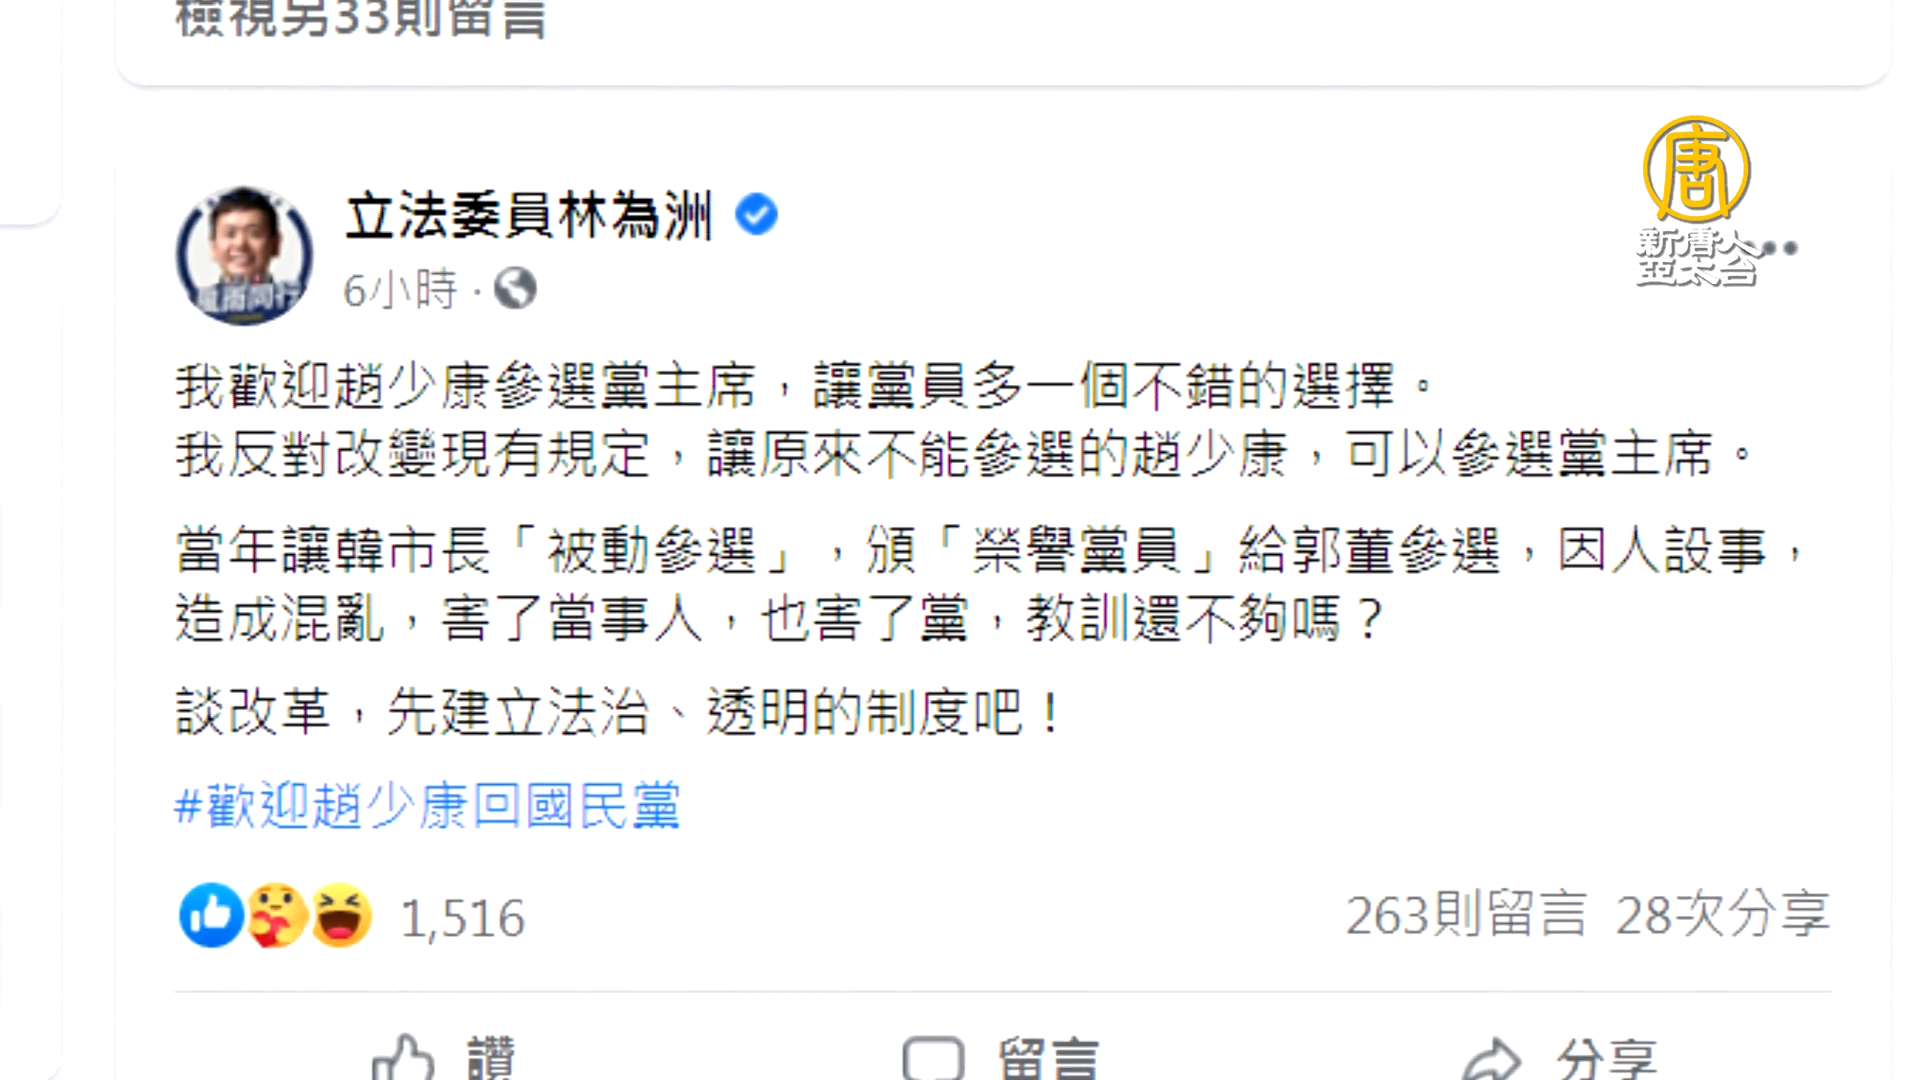 檢視另33則留言
立法委員林為洲
6小時
唐
新唐人
亞太台
我歡迎趙少康參選黨主席，讓黨員多一個不錯的選擇。
我反對改變現有規定，讓原來不能參選的趙少康，可以參選黨主席。
當年讓韓市長「被動參選」，頒「榮譽黨員」給郭董參選，因人設事，
造成混亂，害了當事人，也害了黨，教訓還不夠嗎？
談改革，先建立法治、透明的制度吧！
#歡迎趙少康回國民黨
1,516
263則留言 28次分享
讚 留言 分享